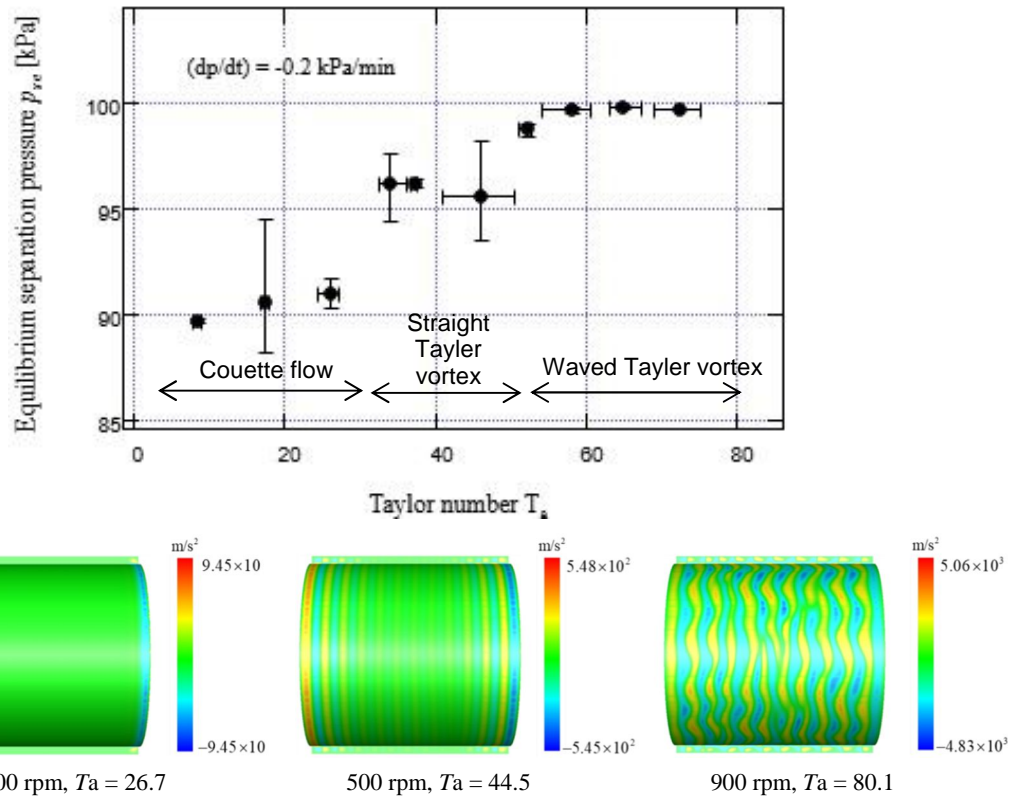 Equilibrium separation pressure p_re [kPa]
(dp/dt) = -0.2 kPa/min
100
95
90
85
Couette flow
Straight
Tayler
vortex
Waved Tayler vortex
0
20
40
60
80
Taylor number T_a
m/s²
9.45×10
−9.45×10
m/s²
5.48×10²
−5.45×10²
m/s²
5.06×10³
−4.83×10³
00 rpm, Ta = 26.7
500 rpm, Ta = 44.5
900 rpm, Ta = 80.1